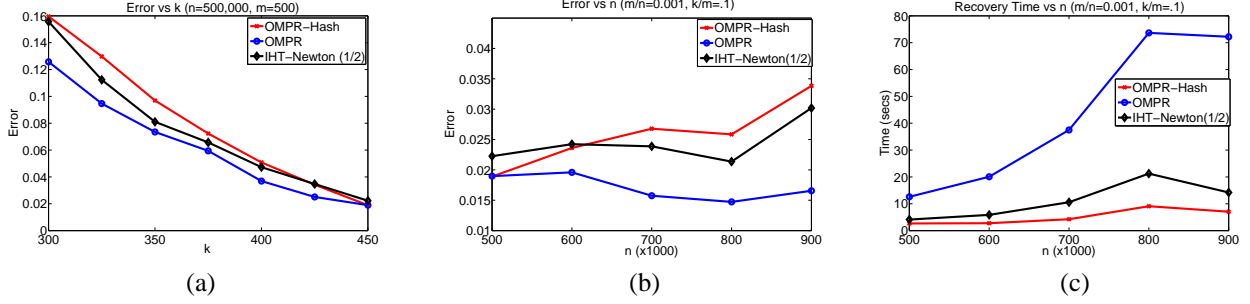 Error vs k (n=500,000, m=500)
0.16
0.14
0.12
0.1
0.08
0.06
0.04
0.02
0
Error
300
350
400
450
k
OMPR-Hash
OMPR
IHT-Newton (1/2)
(a)
Error vs n (m/n=0.001, k/m=.1)
0.04
0.035
0.03
0.025
0.02
0.015
0.01
Error
500
600
700
800
900
n (x1000)
OMPR-Hash
OMPR
IHT-Newton(1/2)
(b)
Recovery Time vs n (m/n=0.001, k/m=.1)
80
60
40
20
10
0
Time (secs)
500
600
700
800
900
n (x1000)
OMPR-Hash
OMPR
IHT-Newton(1/2)
(c)